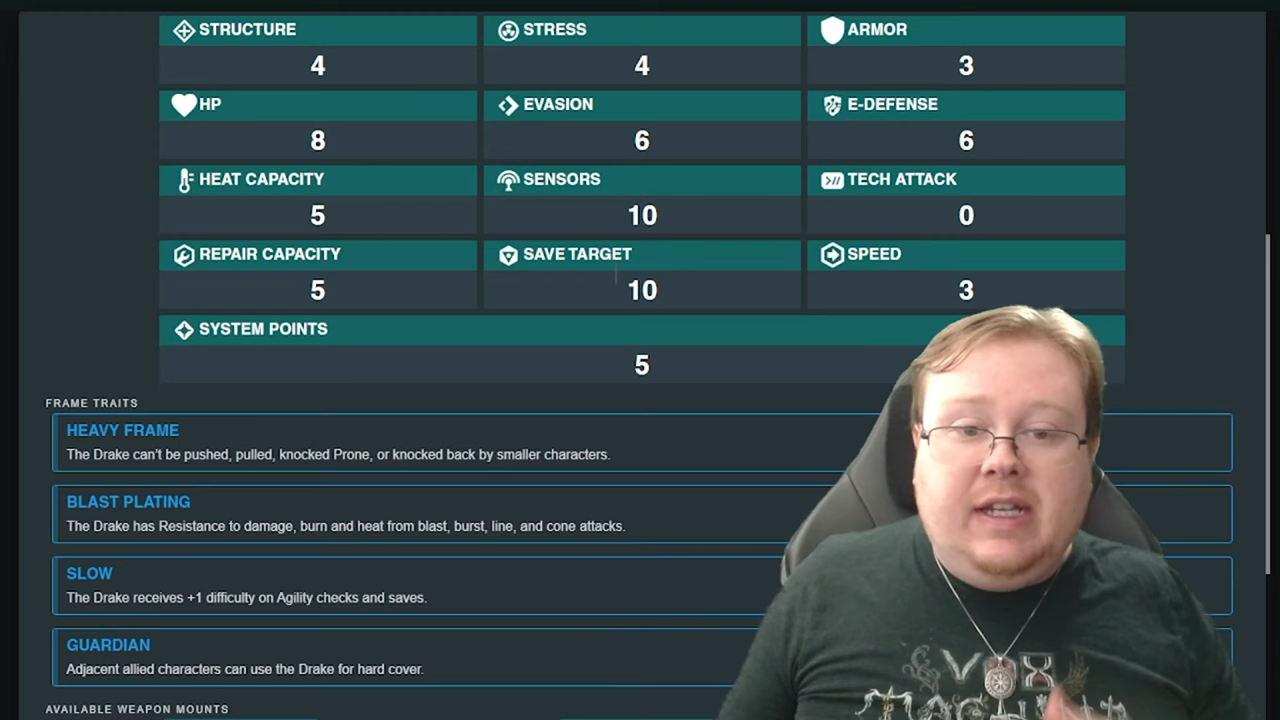 STRUCTURE STRESS ARMOR
4 4 3
HP EVASION E-DEFENSE
8 6 6
HEAT CAPACITY SENSORS TECH ATTACK
5 10 0
REPAIR CAPACITY SAVE TARGET SPEED
5 10 3
SYSTEM POINTS
5
FRAME TRAITS
HEAVY FRAME
The Drake can't be pushed, pulled, knocked Prone, or knocked back by smaller characters.
BLAST PLATING
The Drake has Resistance to damage, burn and heat from blast, burst, line, and cone attacks.
SLOW
The Drake receives +1 difficulty on Agility checks and saves.
GUARDIAN
Adjacent allied characters can use the Drake for hard cover.
VOX
AVAILABLE WEAPON MOUNTS